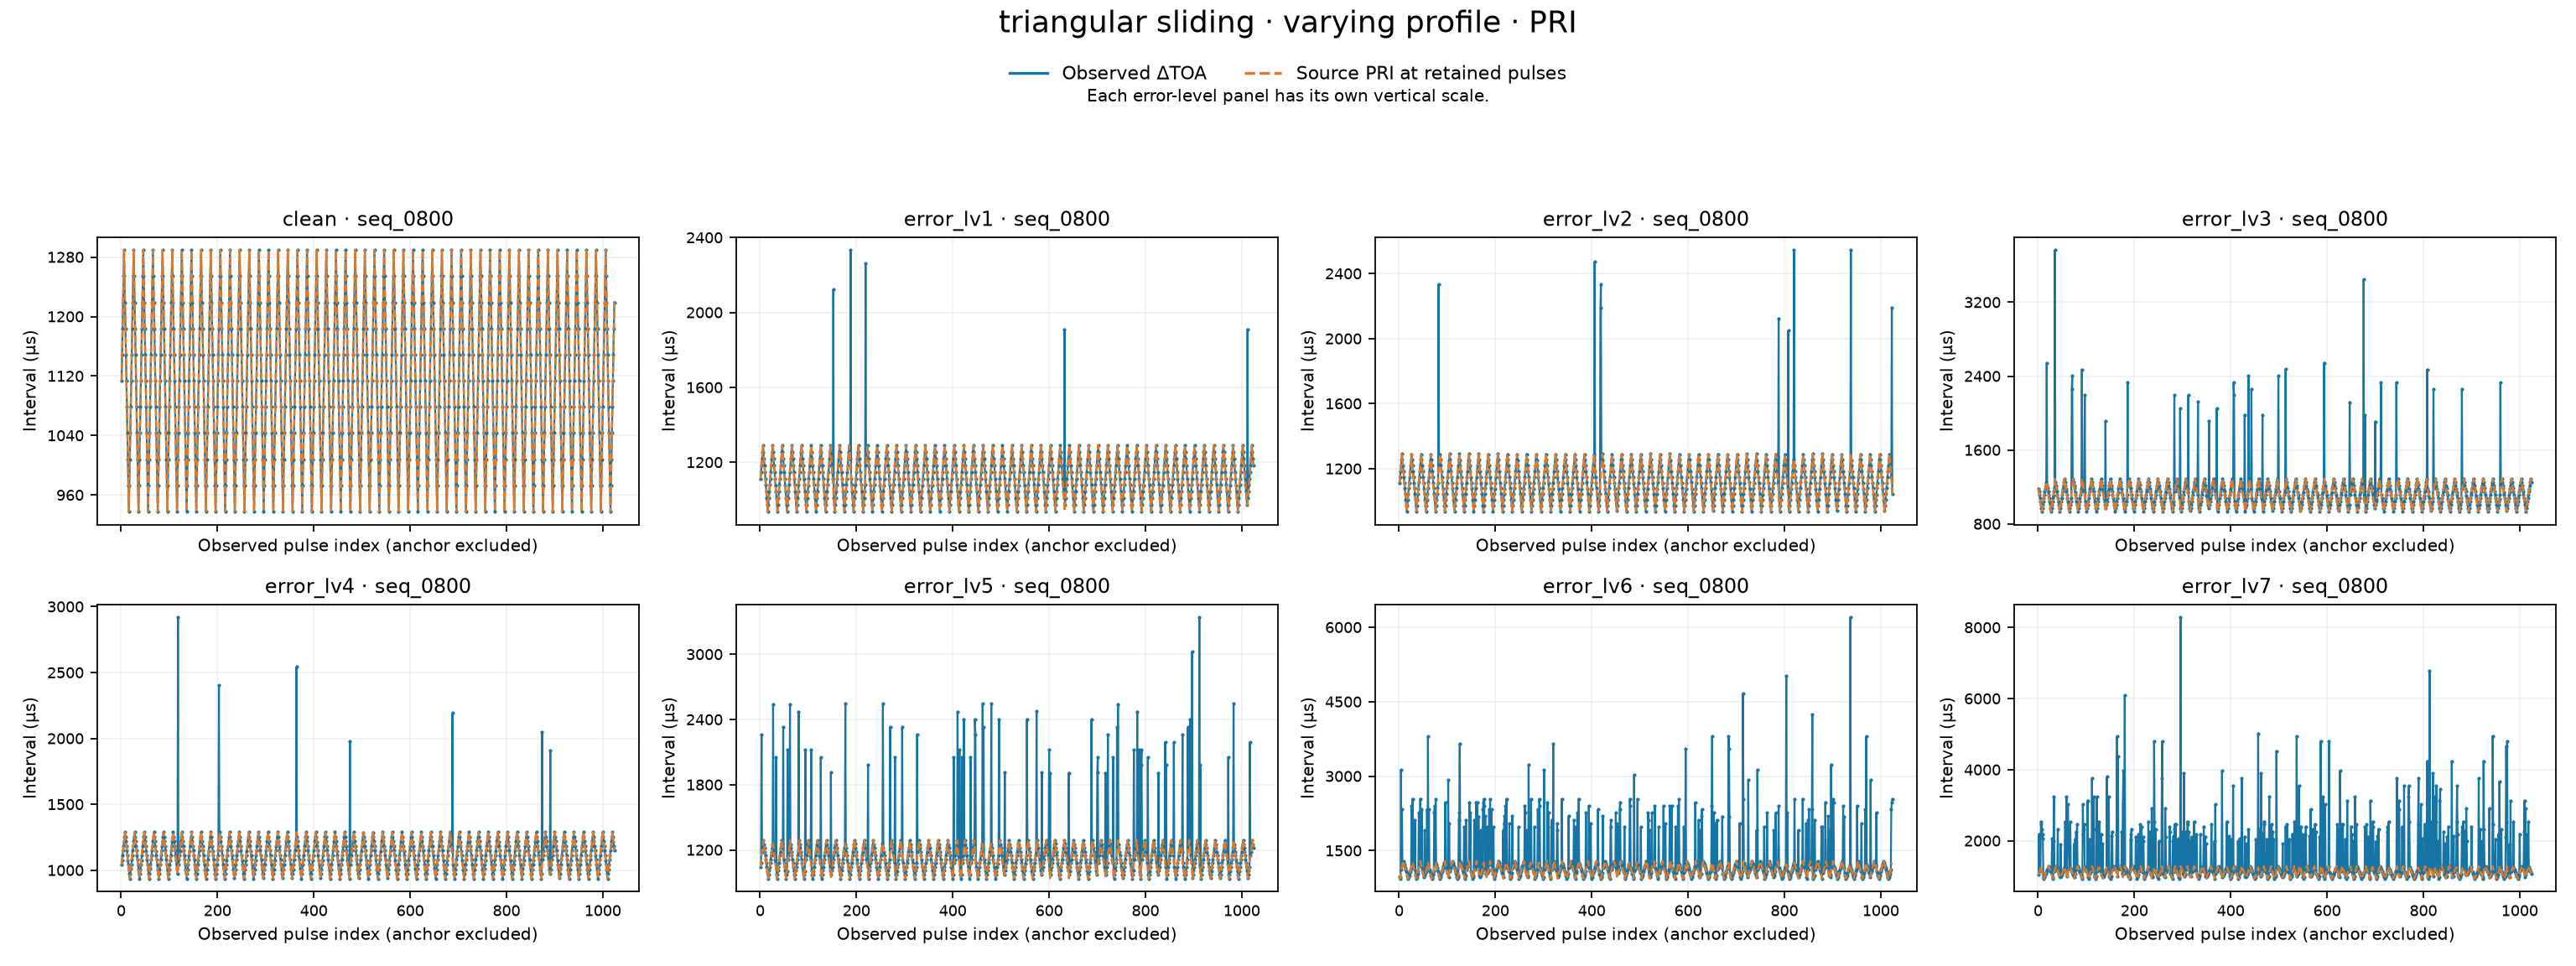 triangular sliding · varying profile · PRI
Observed ΔTOA
Source PRI at retained pulses
Each error-level panel has its own vertical scale.
clean · seq_0800
error_lv1 · seq_0800
error_lv2 · seq_0800
error_lv3 · seq_0800
Interval (µs)
1280
1200
1120
1040
960
Observed pulse index (anchor excluded)
Interval (µs)
2400
2000
1600
1200
Observed pulse index (anchor excluded)
Interval (µs)
2400
2000
1600
1200
Observed pulse index (anchor excluded)
Interval (µs)
3200
2400
1600
800
Observed pulse index (anchor excluded)
error_lv4 · seq_0800
error_lv5 · seq_0800
error_lv6 · seq_0800
error_lv7 · seq_0800
Interval (µs)
3000
2500
2000
1500
1000
0 200 400 600 800 1000
Observed pulse index (anchor excluded)
Interval (µs)
3000
2400
1800
1200
0 200 400 600 800 1000
Observed pulse index (anchor excluded)
Interval (µs)
6000
4500
3000
1500
0 200 400 600 800 1000
Observed pulse index (anchor excluded)
Interval (µs)
8000
6000
4000
2000
0 200 400 600 800 1000
Observed pulse index (anchor excluded)